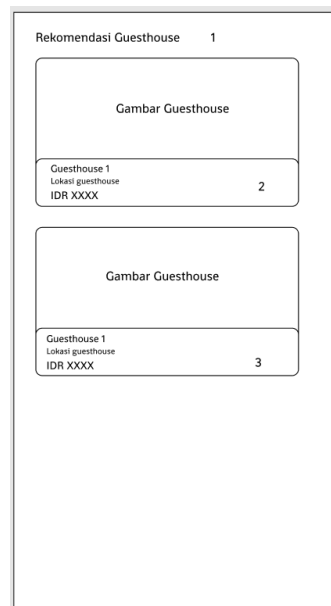 Rekomendasi Guesthouse 1
Gambar Guesthouse
Guesthouse 1
Lokasi guesthouse
IDR XXXX
2
Gambar Guesthouse
Guesthouse 1
Lokasi guesthouse
IDR XXXX
3